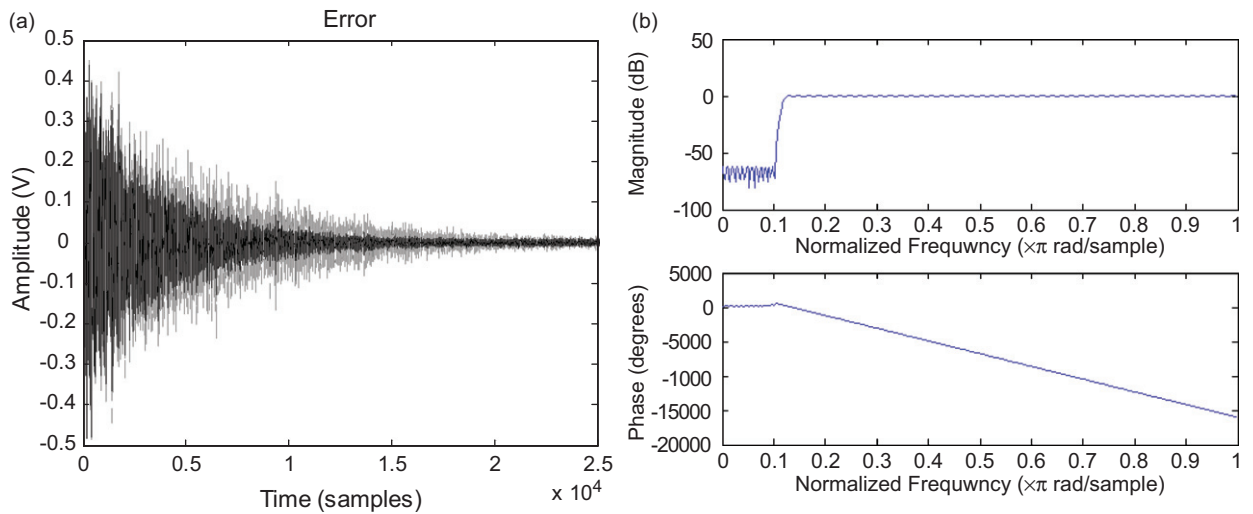 (a)
Error
0.5
0.4
0.3
0.2
0.1
0
-0.1
-0.2
-0.3
-0.4
-0.5
Amplitude (V)
0 0.5 1 1.5 2 2.5
x 10⁴
Time (samples)
(b)
50
0
-50
-100
Magnitude (dB)
0 0.1 0.2 0.3 0.4 0.5 0.6 0.7 0.8 0.9 1
Normalized Frequwncy (×π rad/sample)
5000
0
-5000
-1000
-15000
-20000
Phase (degrees)
0 0.1 0.2 0.3 0.4 0.5 0.6 0.7 0.8 0.9 1
Normalized Frequwncy (×π rad/sample)